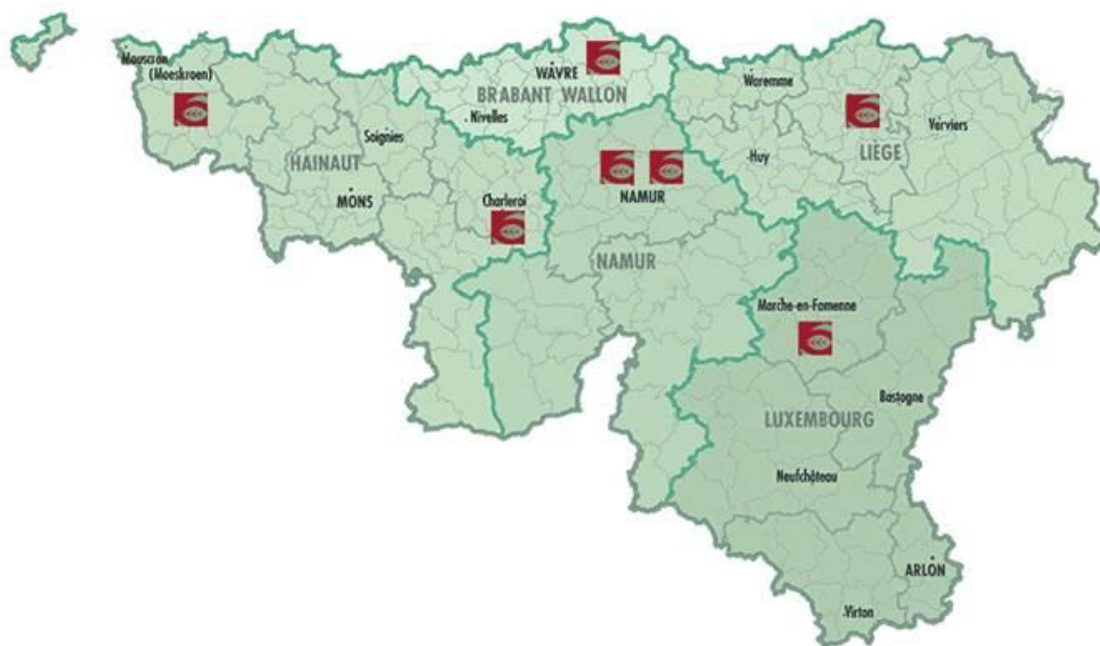 Mouscron
(Moeskroen)
HAINAUT
Soignies
MONS
Charleroi
WAVRE
BRABANT WALLON
Nivelles
NAMUR
NAMUR
Waremme
Huy
LIÈGE
Verviers
Marche-en-Famenne
Bastogne
LUXEMBOURG
Neufchâteau
ARLON
Virton